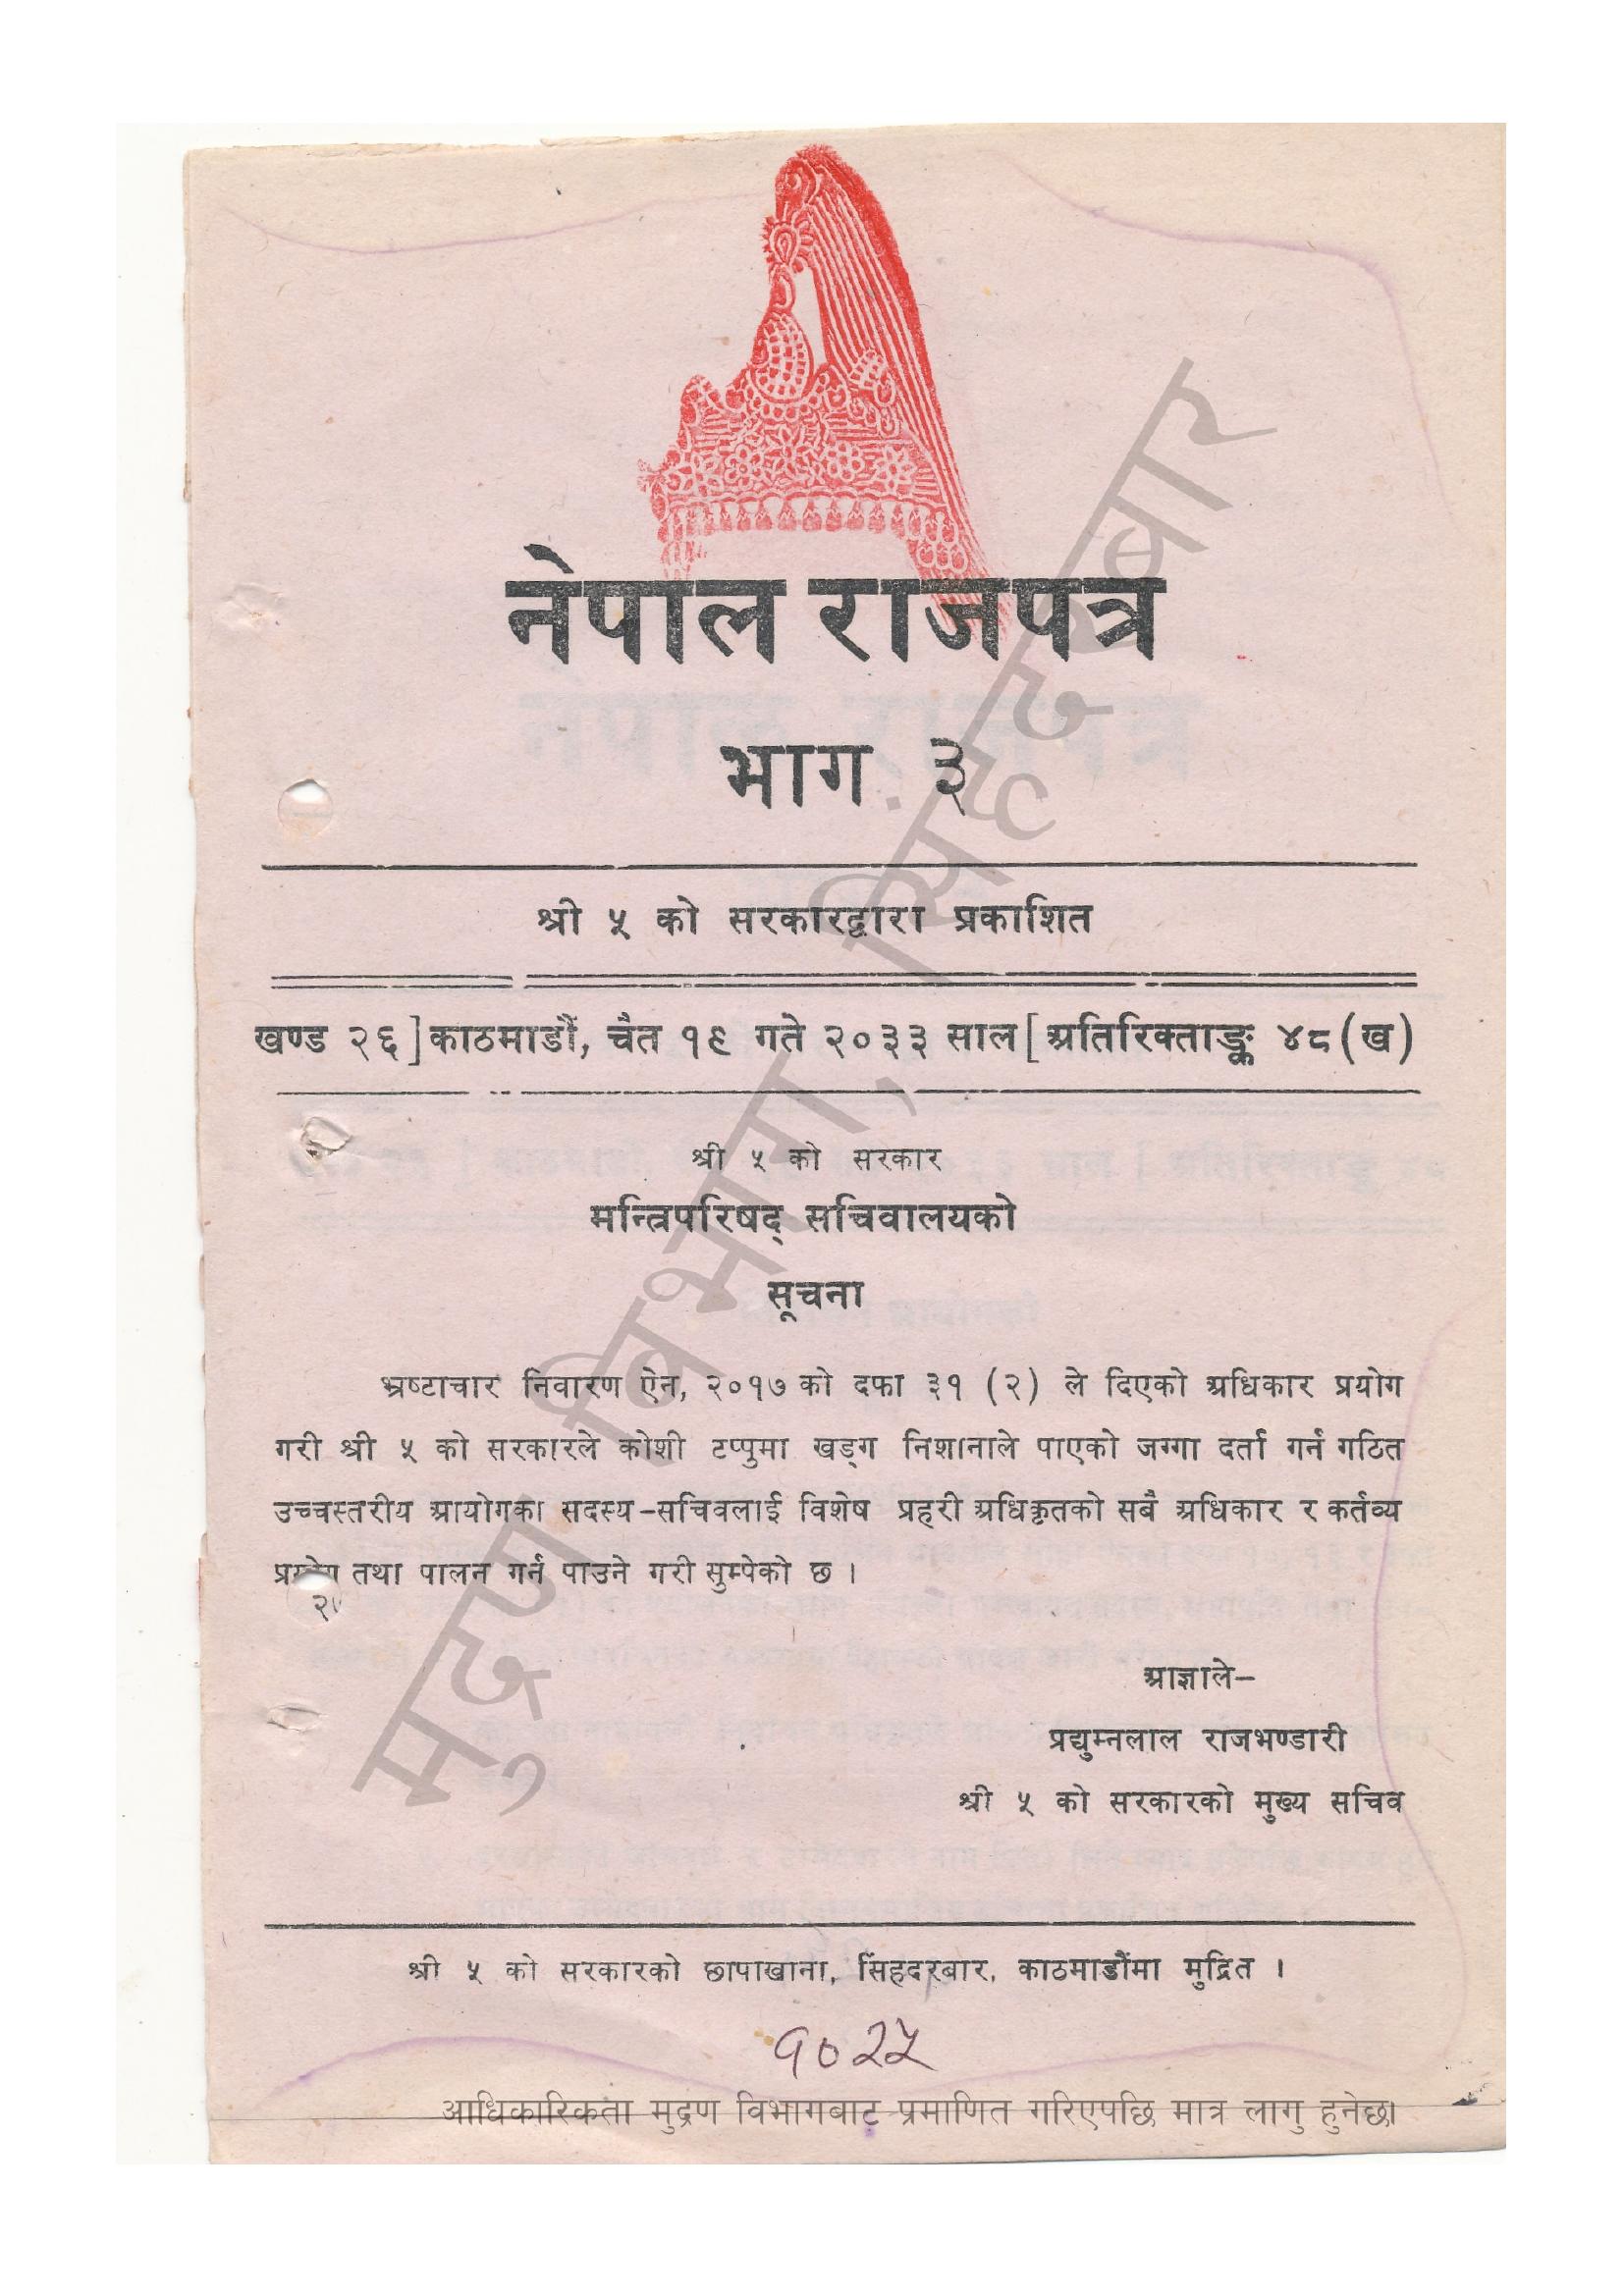 नेपाल राजपत्र
भाग ३
श्री ५ को सरकारद्वारा प्रकाशित
खण्ड २६] काठमाडौं, चैत १९ गते २०३३ साल [अतिरिक्ताङ्क ४८ (ख)
श्री ५ को सरकार
मन्त्रिपरिषद् सचिवालयको
सूचना
भ्रष्टाचार निवारण ऐन, २०१७ को दफा ३१ (२) ले दिएको अधिकार प्रयोग
गरी श्री ५ को सरकारले कोशी टप्पुमा खड्ग निशानाले पाएको जग्गा दर्ता गर्न गठित
उच्चस्तरीय आयोगका सदस्य-सचिवलाई विशेष प्रहरी अधिकृतको सबै अधिकार र कर्तव्य
प्रयोग तथा पालन गर्न पाउने गरी सुम्पेको छ ।
आज्ञाले-
प्रद्युम्नलाल राजभण्डारी
श्री ५ को सरकारको मुख्य सचिव
श्री ५ को सरकारको छापाखाना, सिंहदरबार, काठमाडौंमा मुद्रित ।
१०२५
आधिकारिकता मुद्रण विभागबाट प्रमाणित गरिएपछि मात्र लागु हुनेछ।
मुद्रण विभाग, सिंहदरबार